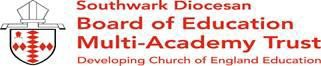 Southwark Diocesan
Board of Education
Multi-Academy Trust
Developing Church of England Education